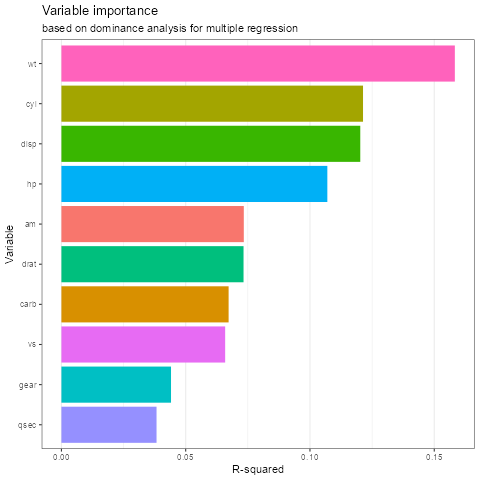 Variable importance
based on dominance analysis for multiple regression
wt
cyl
disp
hp
am
drat
carb
vs
gear
qsec
Variable
0.00 0.05 0.10 0.15
R-squared